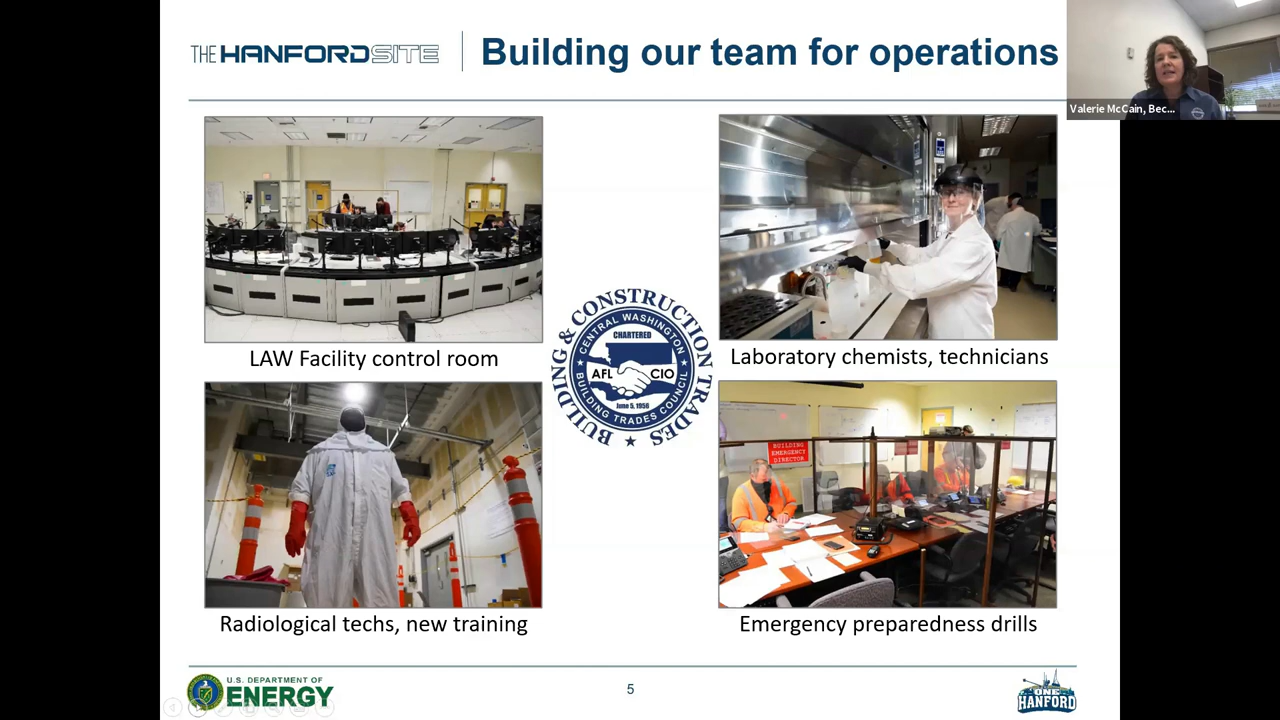 THE HANFORD SITE
Building our team for operations
Valerie McCain, Bec...
LAW Facility control room
Laboratory chemists, technicians
BUILDING & CONSTRUCTION TRADES
CENTRAL WASHINGTON
CHARTERED
AFL CIO
June 5, 1956
BUILDING TRADES COUNCIL
BUILDING
EMERGENCY
DIRECTOR
Radiological techs, new training
Emergency preparedness drills
U.S. DEPARTMENT OF
ENERGY
5
ONE
HANFORD